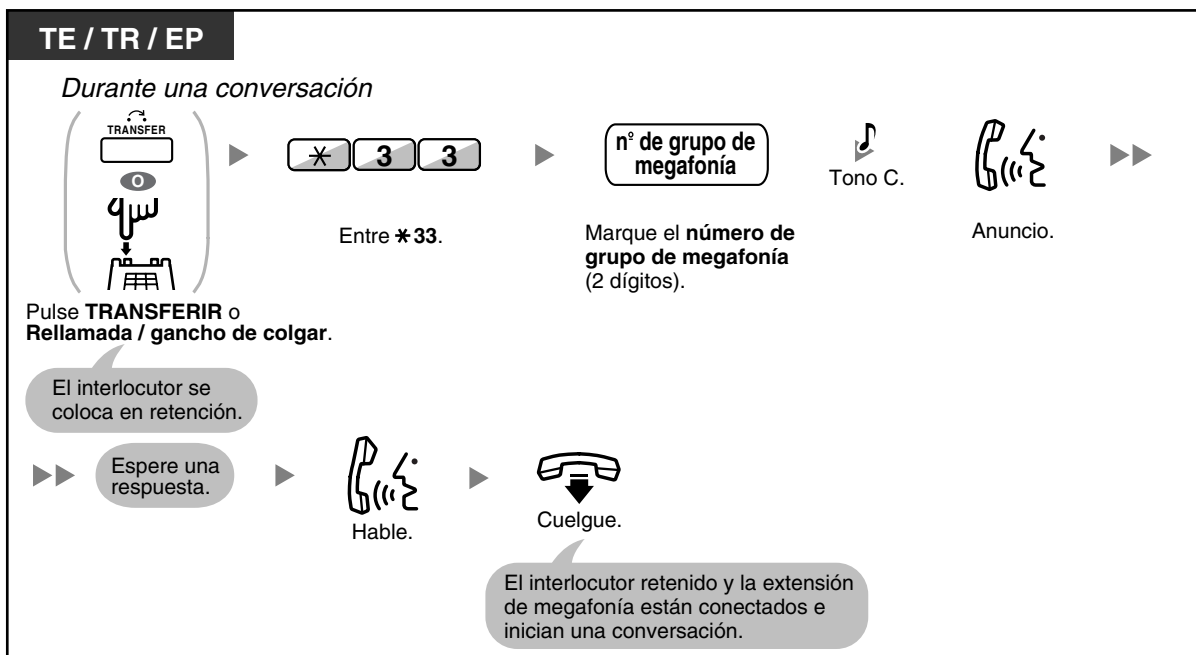 TE / TR / EP
Durante una conversación
TRANSFER
O
✳ 3 3
nº de grupo de
megafonía
Tono C.
Entre ✳33.
Marque el número de
grupo de megafonía
(2 dígitos).
Anuncio.
Pulse TRANSFERIR o
Rellamada / gancho de colgar.
El interlocutor se
coloca en retención.
Espere una
respuesta.
Hable.
Cuelgue.
El interlocutor retenido y la extensión
de megafonía están conectados e
inician una conversación.